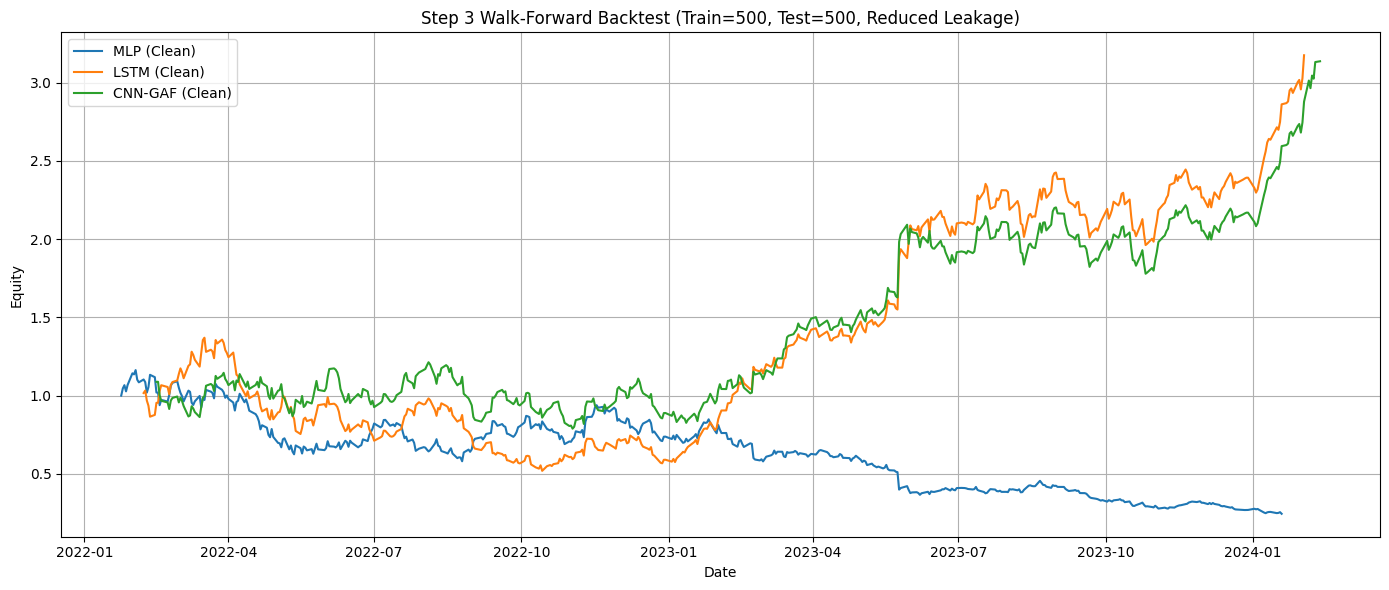 Step 3 Walk-Forward Backtest (Train=500, Test=500, Reduced Leakage)
MLP (Clean)
LSTM (Clean)
CNN-GAF (Clean)
Equity
3.0
2.5
2.0
1.5
1.0
0.5
2022-01
2022-04
2022-07
2022-10
2023-01
2023-04
2023-07
2023-10
2024-01
Date